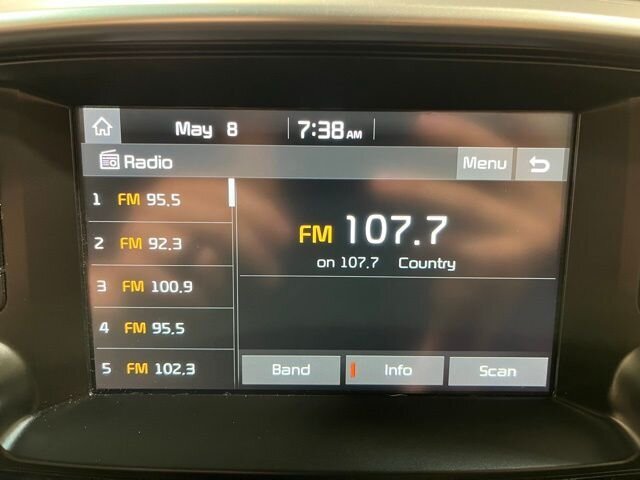 May 8 7:38 AM
Radio Menu
1 FM 95.5
2 FM 92.3
3 FM 100.9
4 FM 95.5
5 FM 102.3
FM 107.7
on 107.7 Country
Band Info Scan